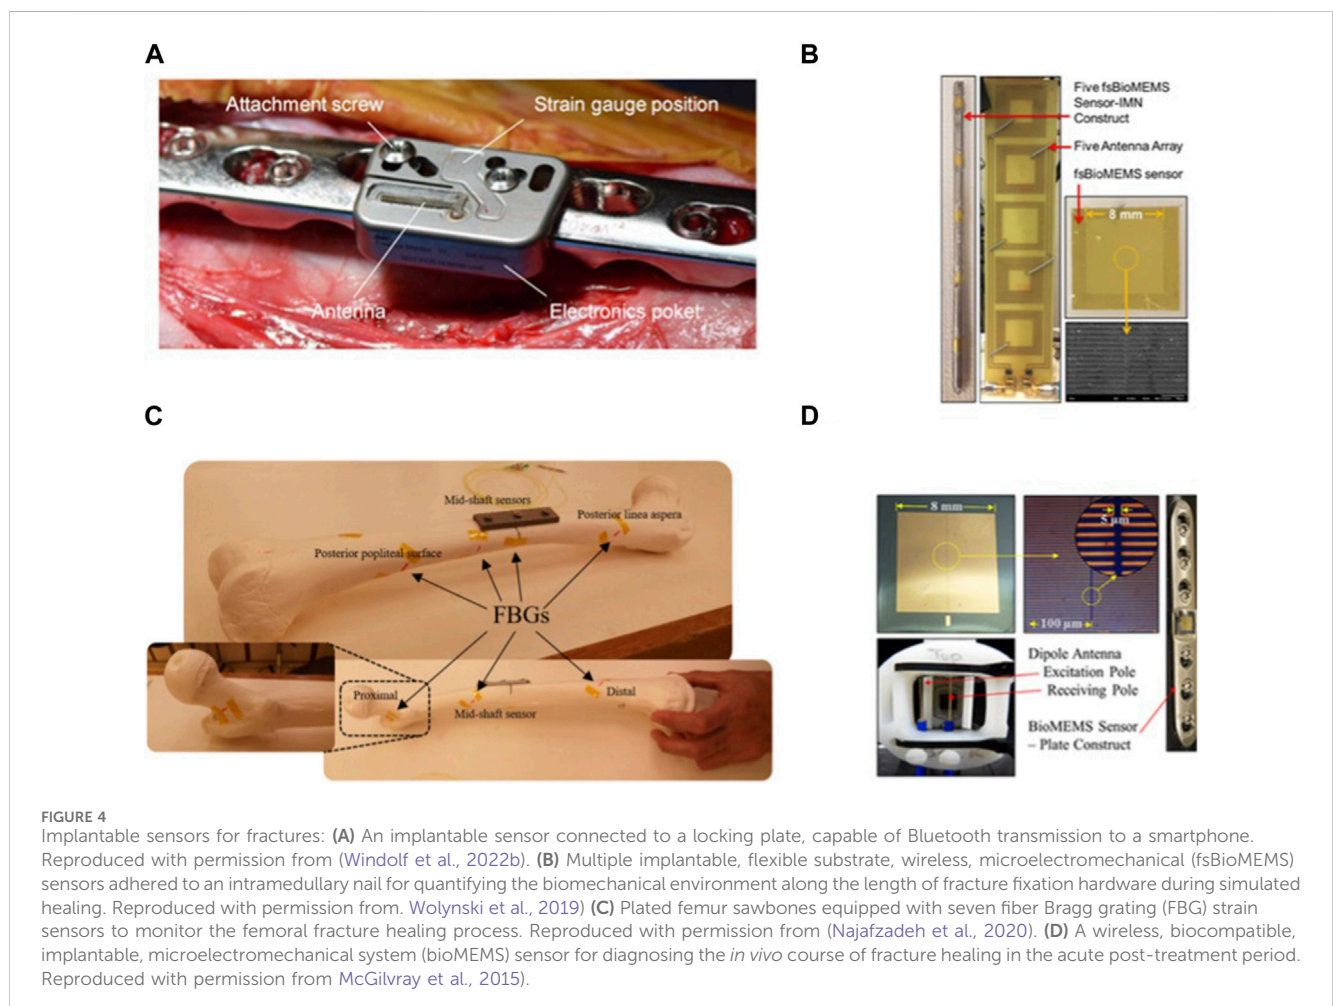 A
Attachment screw
Strain gauge position
Antenna
Electronics poket
B
Five fsBioMEMS
Sensor-IMN
Construct
Five Antenna Array
fsBioMEMS sensor
8 mm
C
Mid-shaft sensors
Posterior linea aspera
Posterior popliteal surface
FBGs
Proximal
Mid-shaft sensor
Distal
D
8 mm
5 µm
100 µm
Dipole Antenna
Excitation Pole
Receiving Pole
BioMEMS Sensor
– Plate Construct
FIGURE 4
Implantable sensors for fractures: (A) An implantable sensor connected to a locking plate, capable of Bluetooth transmission to a smartphone.
Reproduced with permission from (Windolf et al., 2022b). (B) Multiple implantable, flexible substrate, wireless, microelectromechanical (fsBioMEMS)
sensors adhered to an intramedullary nail for quantifying the biomechanical environment along the length of fracture fixation hardware during simulated
healing. Reproduced with permission from. Wolynski et al., 2019) (C) Plated femur sawbones equipped with seven fiber Bragg grating (FBG) strain
sensors to monitor the femoral fracture healing process. Reproduced with permission from (Najafzadeh et al., 2020). (D) A wireless, biocompatible,
implantable, microelectromechanical system (bioMEMS) sensor for diagnosing the in vivo course of fracture healing in the acute post-treatment period.
Reproduced with permission from McGilvray et al., 2015).